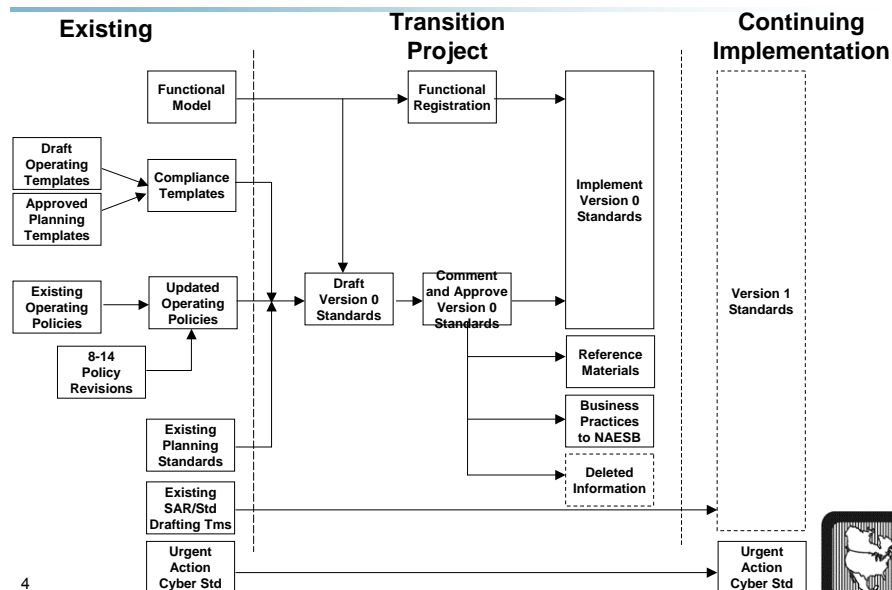 Existing
Transition
Project
Continuing
Implementation
Functional
Model
Functional
Registration
Draft
Operating
Templates
Approved
Planning
Templates
Compliance
Templates
Implement
Version 0
Standards
Existing
Operating
Policies
Updated
Operating
Policies
Draft
Version 0
Standards
Comment
and Approve
Version 0
Standards
Version 1
Standards
8-14
Policy
Revisions
Reference
Materials
Business
Practices
to NAESB
Existing
Planning
Standards
Deleted
Information
Existing
SAR/Std
Drafting Tms
Urgent
Action
Cyber Std
Urgent
Action
Cyber Std
4